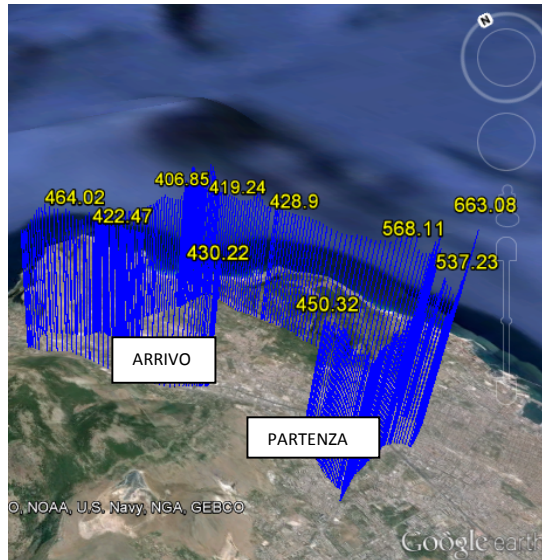 N
464.02
406.85
419.24
422.47
428.9
663.08
568.11
430.22
537.23
450.32
ARRIVO
PARTENZA
O, NOAA, U.S. Navy, NGA, GEBCO
Google earth